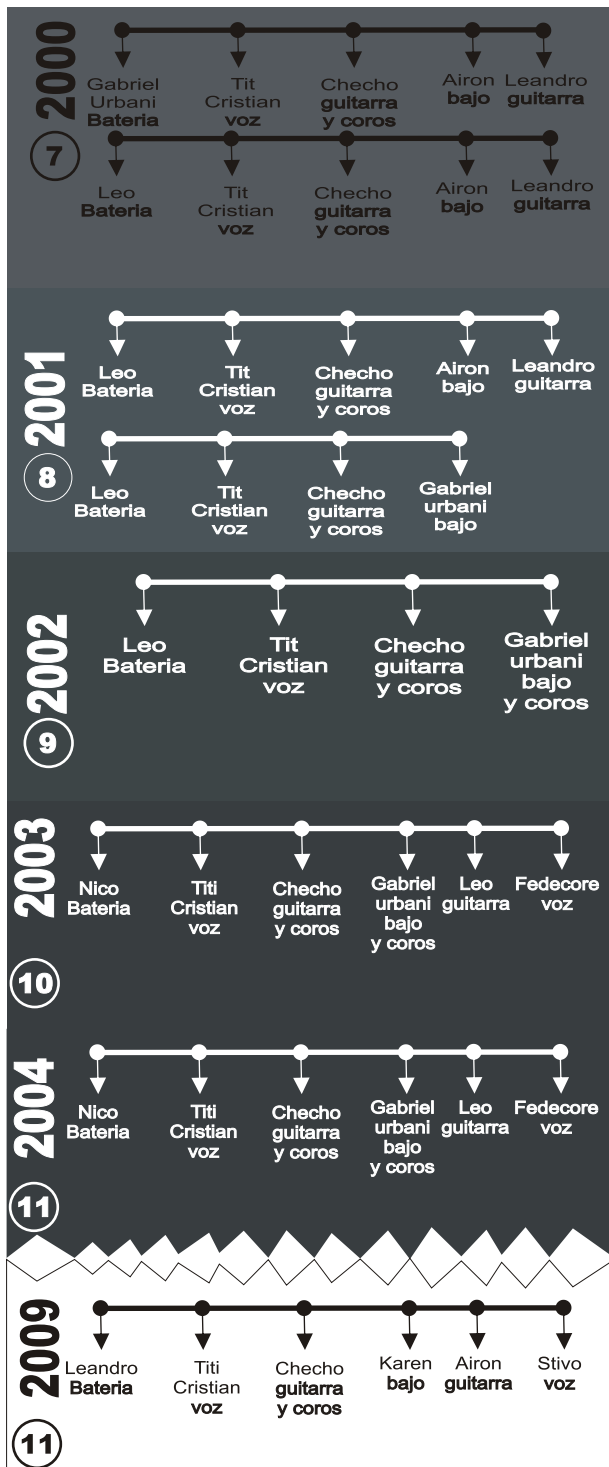 2000
7
Gabriel
Urbani
Bateria
Tit
Cristian
voz
Checho
guitarra
y coros
Airon
bajo
Leandro
guitarra
Leo
Bateria
Tit
Cristian
voz
Checho
guitarra
y coros
Airon
bajo
Leandro
guitarra
2001
8
Leo
Bateria
Tit
Cristian
voz
Checho
guitarra
y coros
Airon
bajo
Leandro
guitarra
Leo
Bateria
Tit
Cristian
voz
Checho
guitarra
y coros
Gabriel
urbani
bajo
2002
9
Leo
Bateria
Tit
Cristian
voz
Checho
guitarra
y coros
Gabriel
urbani
bajo
y coros
2003
10
Nico
Bateria
Titi
Cristian
voz
Checho
guitarra
y coros
Gabriel
urbani
bajo
y coros
Leo
guitarra
Fedecore
voz
2004
11
Nico
Bateria
Titi
Cristian
voz
Checho
guitarra
y coros
Gabriel
urbani
bajo
y coros
Leo
guitarra
Fedecore
voz
2009
11
Leandro
Bateria
Titi
Cristian
voz
Checho
guitarra
y coros
Karen
bajo
Airon
guitarra
Stivo
voz